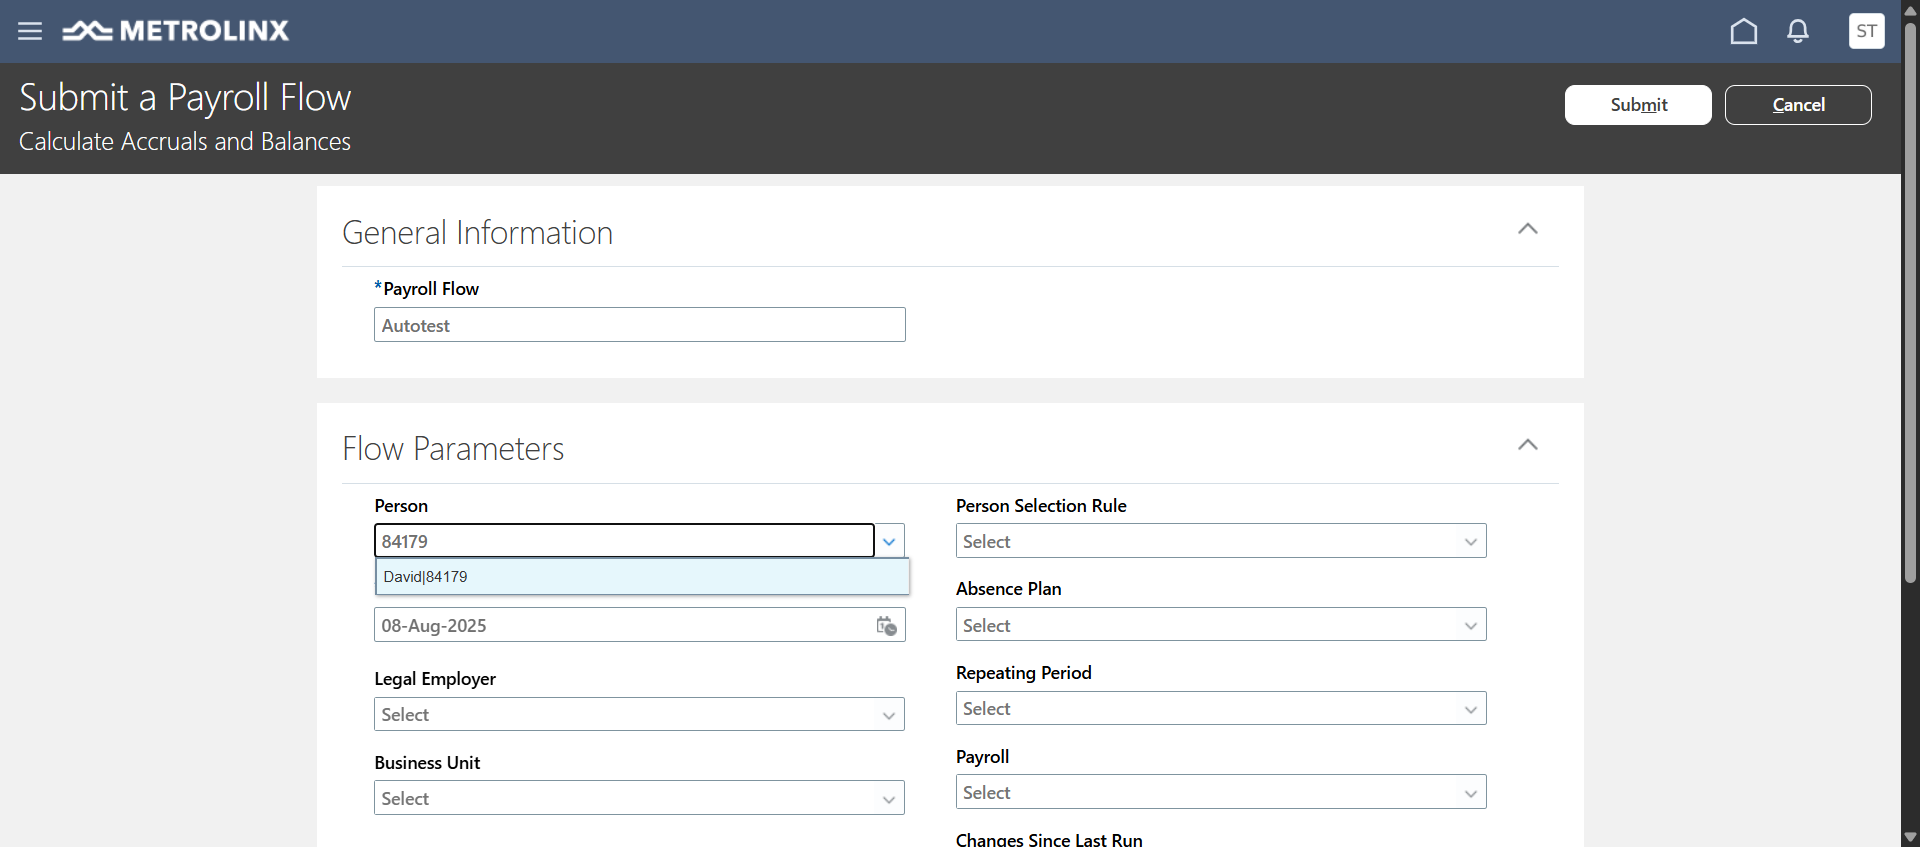 METROLINX
ST
Submit a Payroll Flow
Calculate Accruals and Balances
Submit
Cancel
General Information
*Payroll Flow
Autotest
Flow Parameters
Person
84179
David|84179
08-Aug-2025
Legal Employer
Select
Business Unit
Select
Person Selection Rule
Select
Absence Plan
Select
Repeating Period
Select
Payroll
Select
Changes Since Last Run